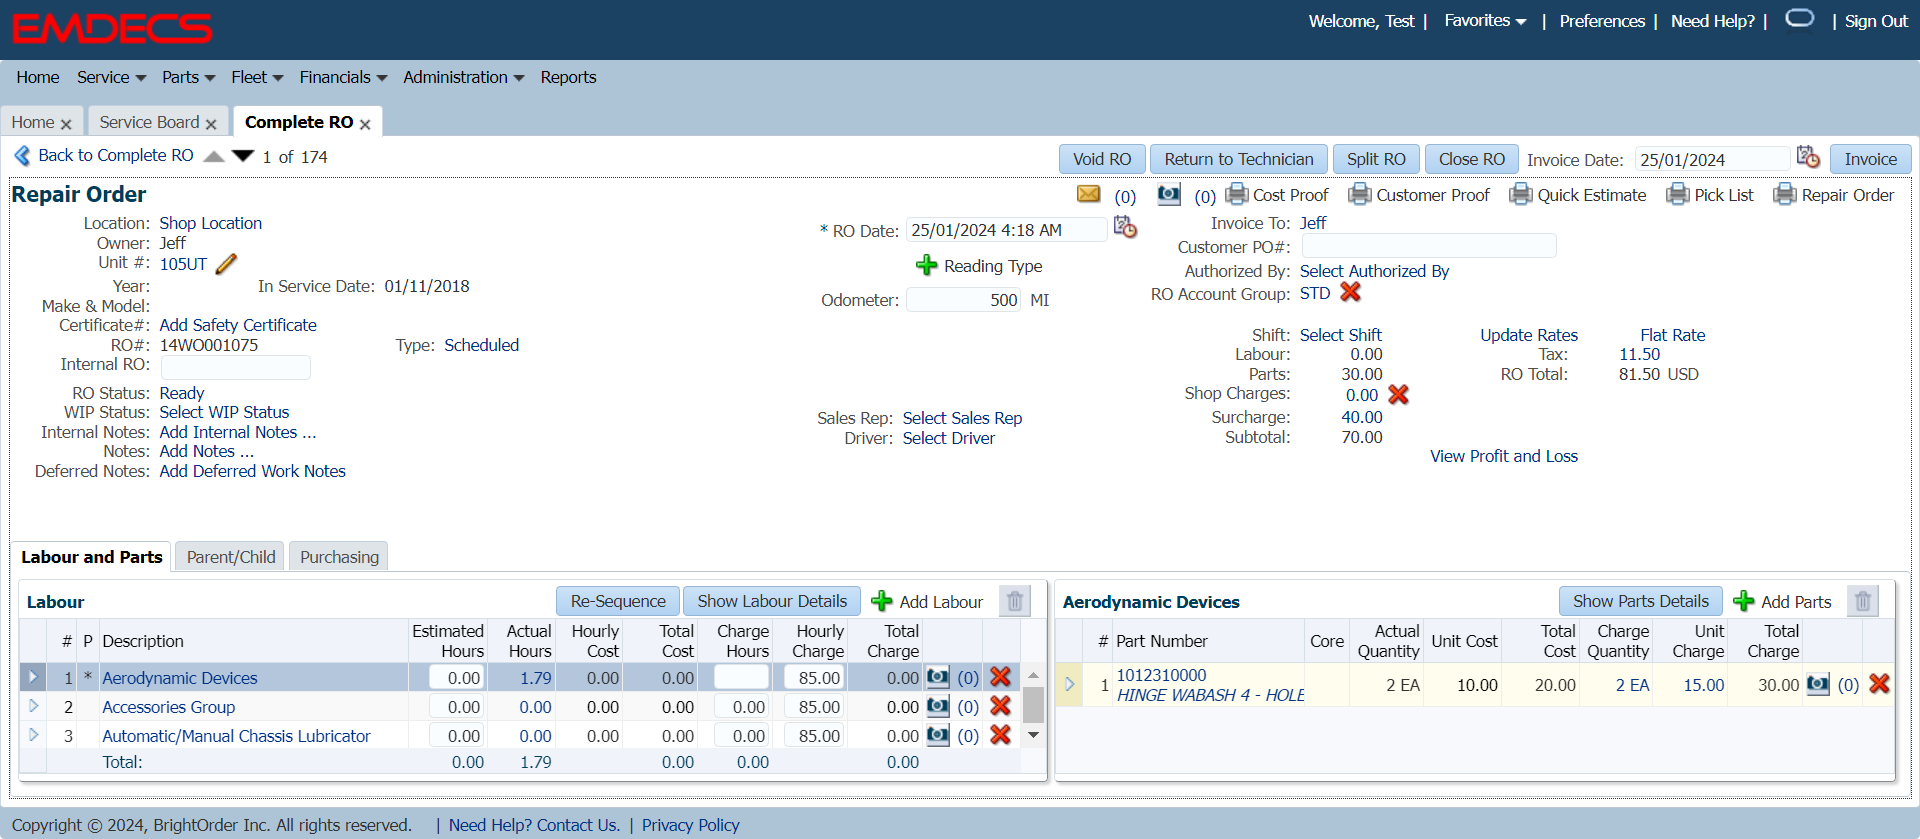 EMDECS
Welcome, Test | Favorites | Preferences | Need Help? | | Sign Out
Home Service Parts Fleet Financials Administration Reports
Home Service Board Complete RO
Back to Complete RO 1 of 174 Void RO Return to Technician Split RO Close RO Invoice Date: 25/01/2024 Invoice
Repair Order (0) (0) Cost Proof Customer Proof Quick Estimate Pick List Repair Order
Location: Shop Location
Owner: Jeff
Unit #: 105UT
Year: In Service Date: 01/11/2018
Make & Model:
Certificate#: Add Safety Certificate
RO#: 14WO001075 Type: Scheduled
Internal RO:
RO Status: Ready
WIP Status: Select WIP Status
Internal Notes: Add Internal Notes ...
Notes: Add Notes ...
Deferred Notes: Add Deferred Work Notes
* RO Date: 25/01/2024 4:18 AM
Reading Type
Odometer: 500 MI
Sales Rep: Select Sales Rep
Driver: Select Driver
Invoice To: Jeff
Customer PO#:
Authorized By: Select Authorized By
RO Account Group: STD
Shift: Select Shift Update Rates Flat Rate
Labour: 0.00 Tax: 11.50
Parts: 30.00 RO Total: 81.50 USD
Shop Charges: 0.00
Surcharge: 40.00
Subtotal: 70.00
View Profit and Loss
Labour and Parts Parent/Child Purchasing
Labour Re-Sequence Show Labour Details Add Labour
# P Description Estimated Hours Actual Hours Hourly Cost Total Cost Charge Hours Hourly Charge Total Charge
1 * Aerodynamic Devices 0.00 1.79 0.00 0.00 85.00 0.00 (0)
2 Accessories Group 0.00 0.00 0.00 0.00 0.00 85.00 0.00 (0)
3 Automatic/Manual Chassis Lubricator 0.00 0.00 0.00 0.00 0.00 85.00 0.00 (0)
Total: 0.00 1.79 0.00 0.00 0.00
Aerodynamic Devices Show Parts Details Add Parts
# Part Number Core Actual Quantity Unit Cost Total Cost Charge Quantity Unit Charge Total Charge
1 1012310000 2 EA 10.00 20.00 2 EA 15.00 30.00 (0)
HINGE WABASH 4 - HOLE
Copyright © 2024, BrightOrder Inc. All rights reserved. | Need Help? Contact Us. | Privacy Policy